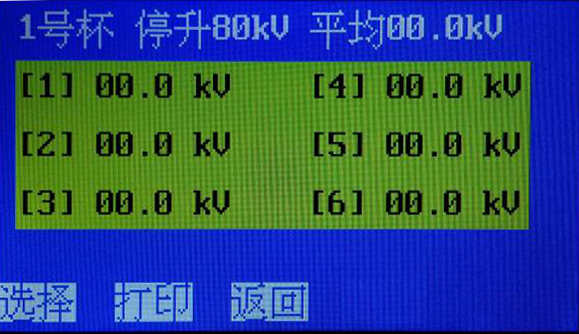 1号杯 停升80kV 平均00.0kV
[1] 00.0 kV [4] 00.0 kV
[2] 00.0 kV [5] 00.0 kV
[3] 00.0 kV [6] 00.0 kV
选择 打印 返回